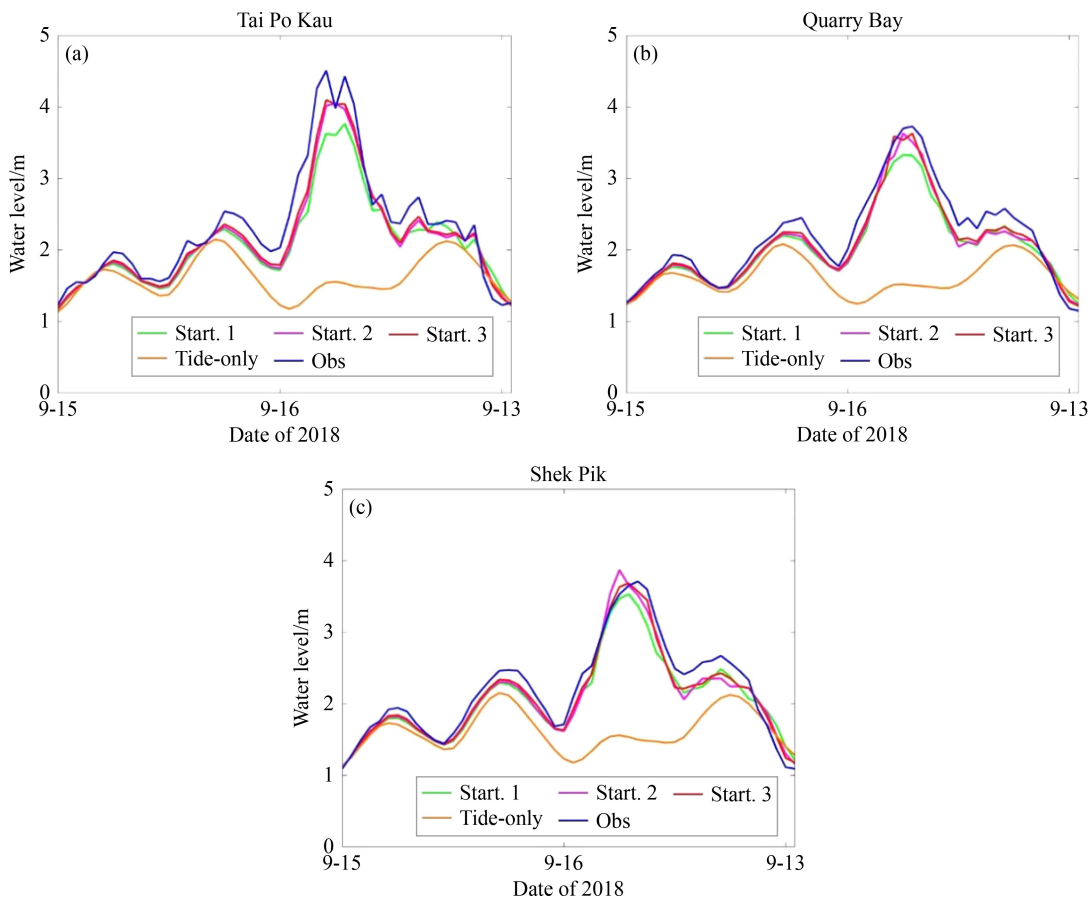 Tai Po Kau
(a)
5
4
3
2
1
0
Water level/m
Start. 1 Start. 2 Start. 3
Tide-only Obs
9-15 9-16 9-13
Date of 2018
Quarry Bay
(b)
5
4
3
2
1
0
Water level/m
Start. 1 Start. 2 Start. 3
Tide-only Obs
9-15 9-16 9-13
Date of 2018
Shek Pik
(c)
5
4
3
2
1
0
Water level/m
Start. 1 Start. 2 Start. 3
Tide-only Obs
9-15 9-16 9-13
Date of 2018